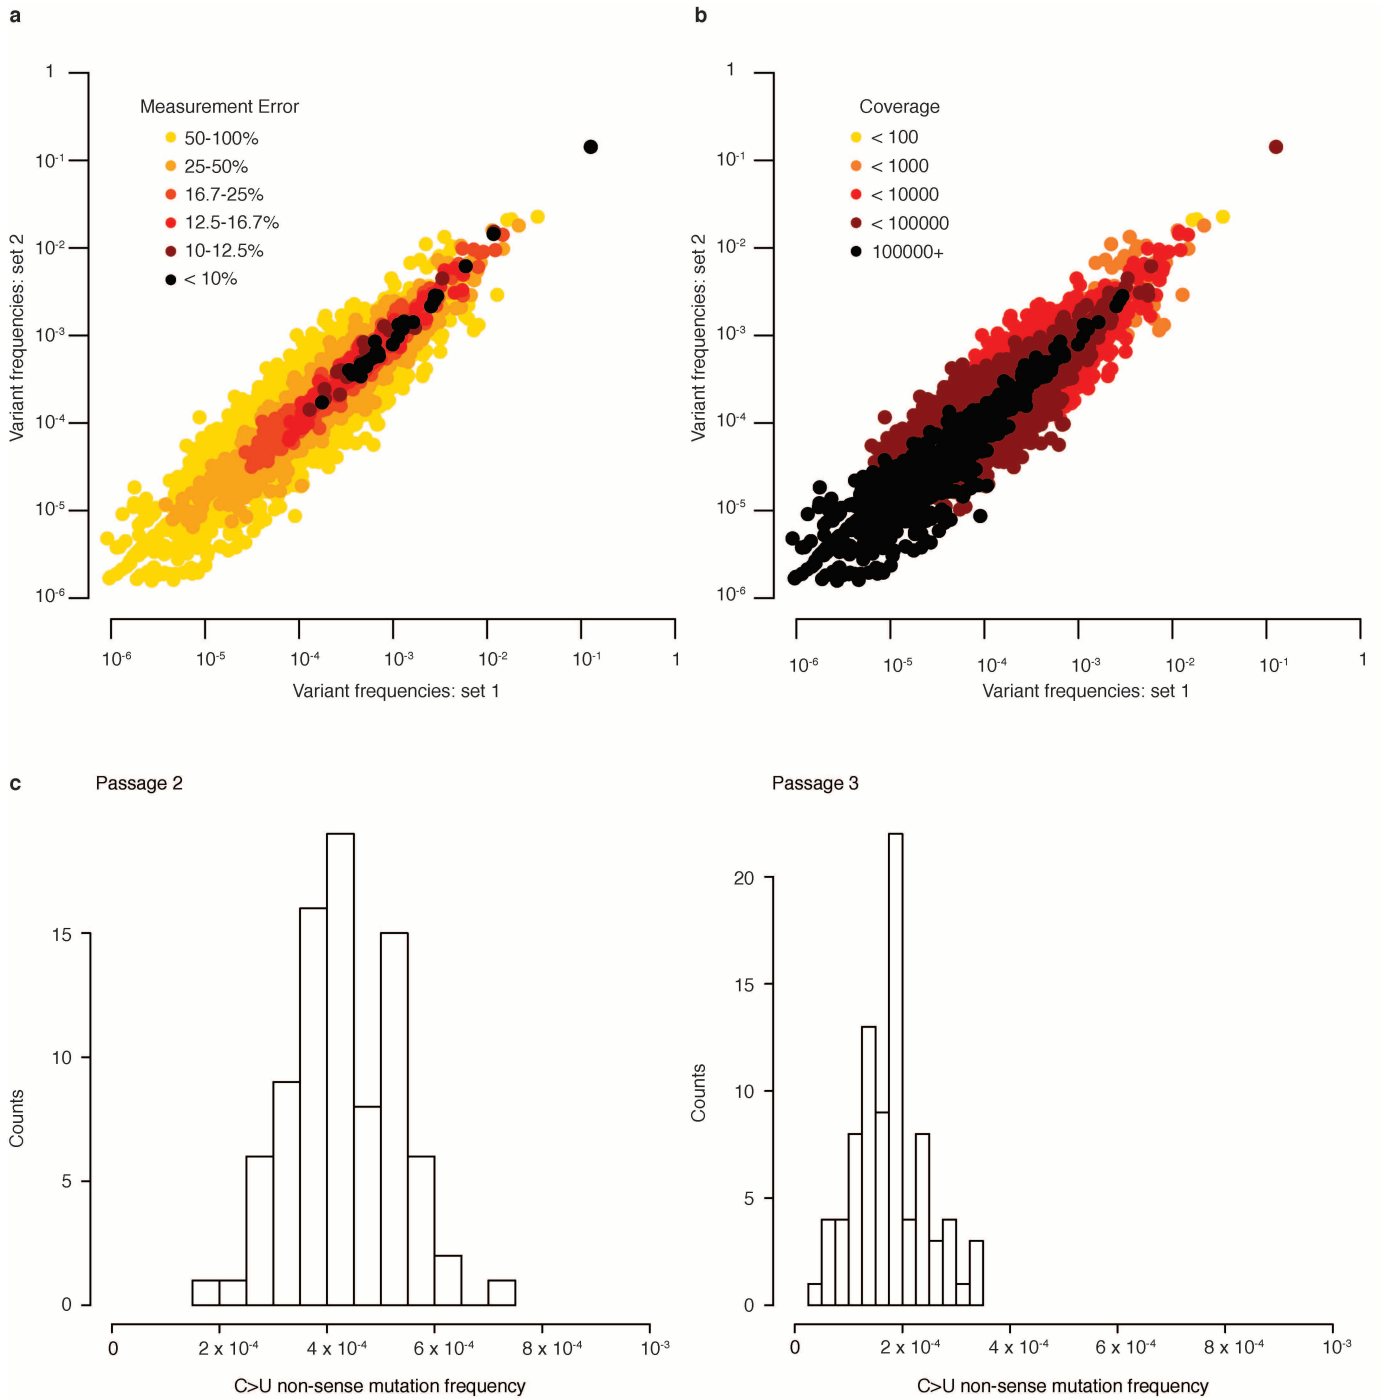 a
1
10-1
10-2
10-3
10-4
10-5
10-6
Variant frequencies: set 2
Measurement Error
50-100%
25-50%
16.7-25%
12.5-16.7%
10-12.5%
< 10%
10-6 10-5 10-4 10-3 10-2 10-1 1
Variant frequencies: set 1
b
1
10-1
10-2
10-3
10-4
10-5
10-6
Variant frequencies: set 2
Coverage
< 100
< 1000
< 10000
< 100000
100000+
10-6 10-5 10-4 10-3 10-2 10-1 1
Variant frequencies: set 1
c
Passage 2
15
10
5
0
Counts
0 2 x 10-4 4 x 10-4 6 x 10-4 8 x 10-4 10-3
C>U non-sense mutation frequency
Passage 3
20
15
10
5
0
Counts
0 2 x 10-4 4 x 10-4 6 x 10-4 8 x 10-4 10-3
C>U non-sense mutation frequency